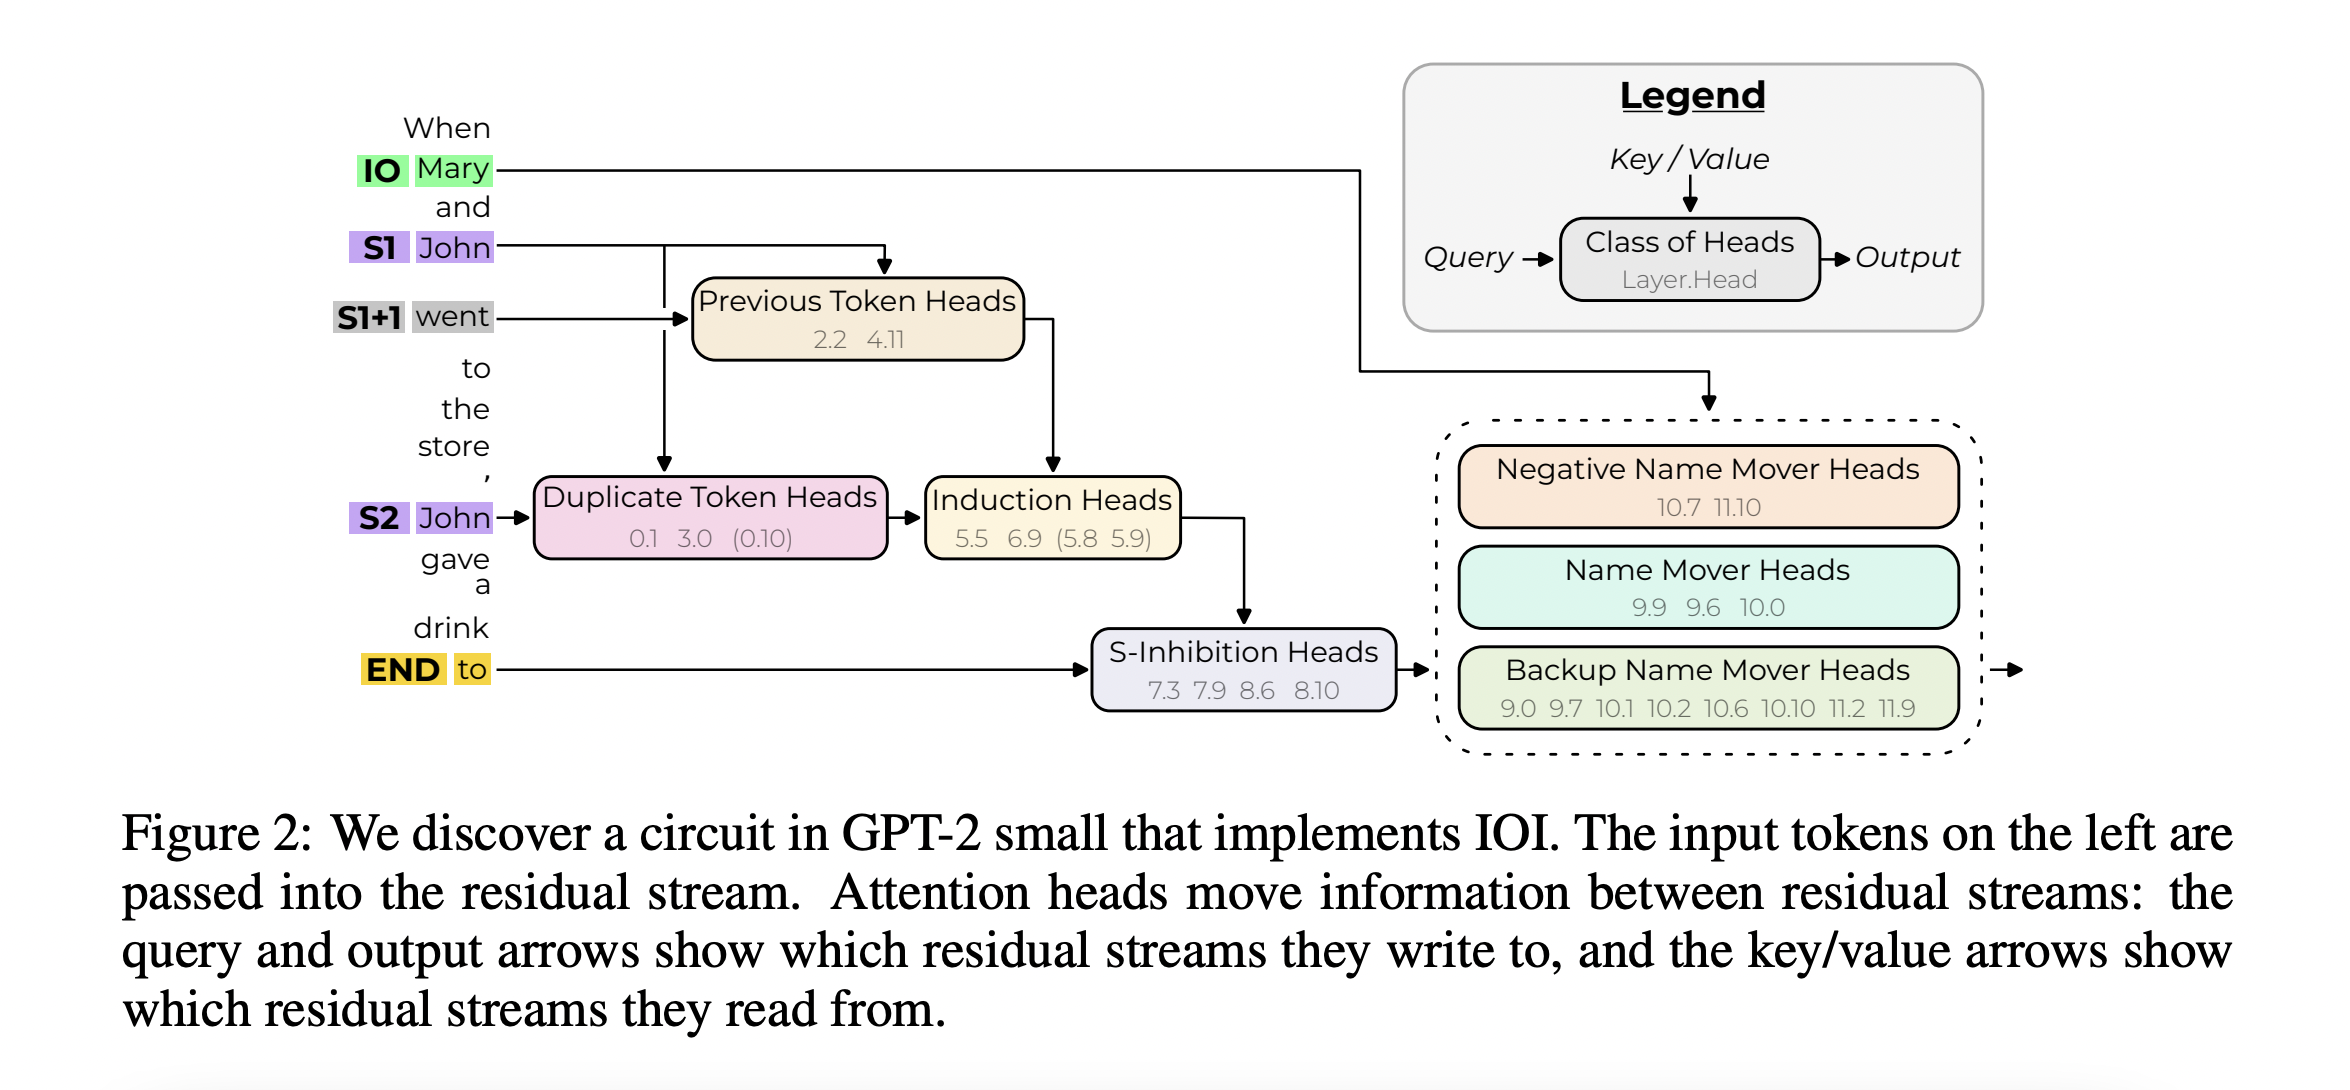 When
IO Mary
and
S1 John
S1+1 went
to
the
store
,
S2 John
gave
a
drink
END to
Previous Token Heads
2.2 4.11
Duplicate Token Heads
0.1 3.0 (0.10)
Induction Heads
5.5 6.9 (5.8 5.9)
S-Inhibition Heads
7.3 7.9 8.6 8.10
Legend
Key / Value
Query
Class of Heads
Layer.Head
Output
Negative Name Mover Heads
10.7 11.10
Name Mover Heads
9.9 9.6 10.0
Backup Name Mover Heads
9.0 9.7 10.1 10.2 10.6 10.10 11.2 11.9
Figure 2: We discover a circuit in GPT-2 small that implements IOI. The input tokens on the left are
passed into the residual stream. Attention heads move information between residual streams: the
query and output arrows show which residual streams they write to, and the key/value arrows show
which residual streams they read from.